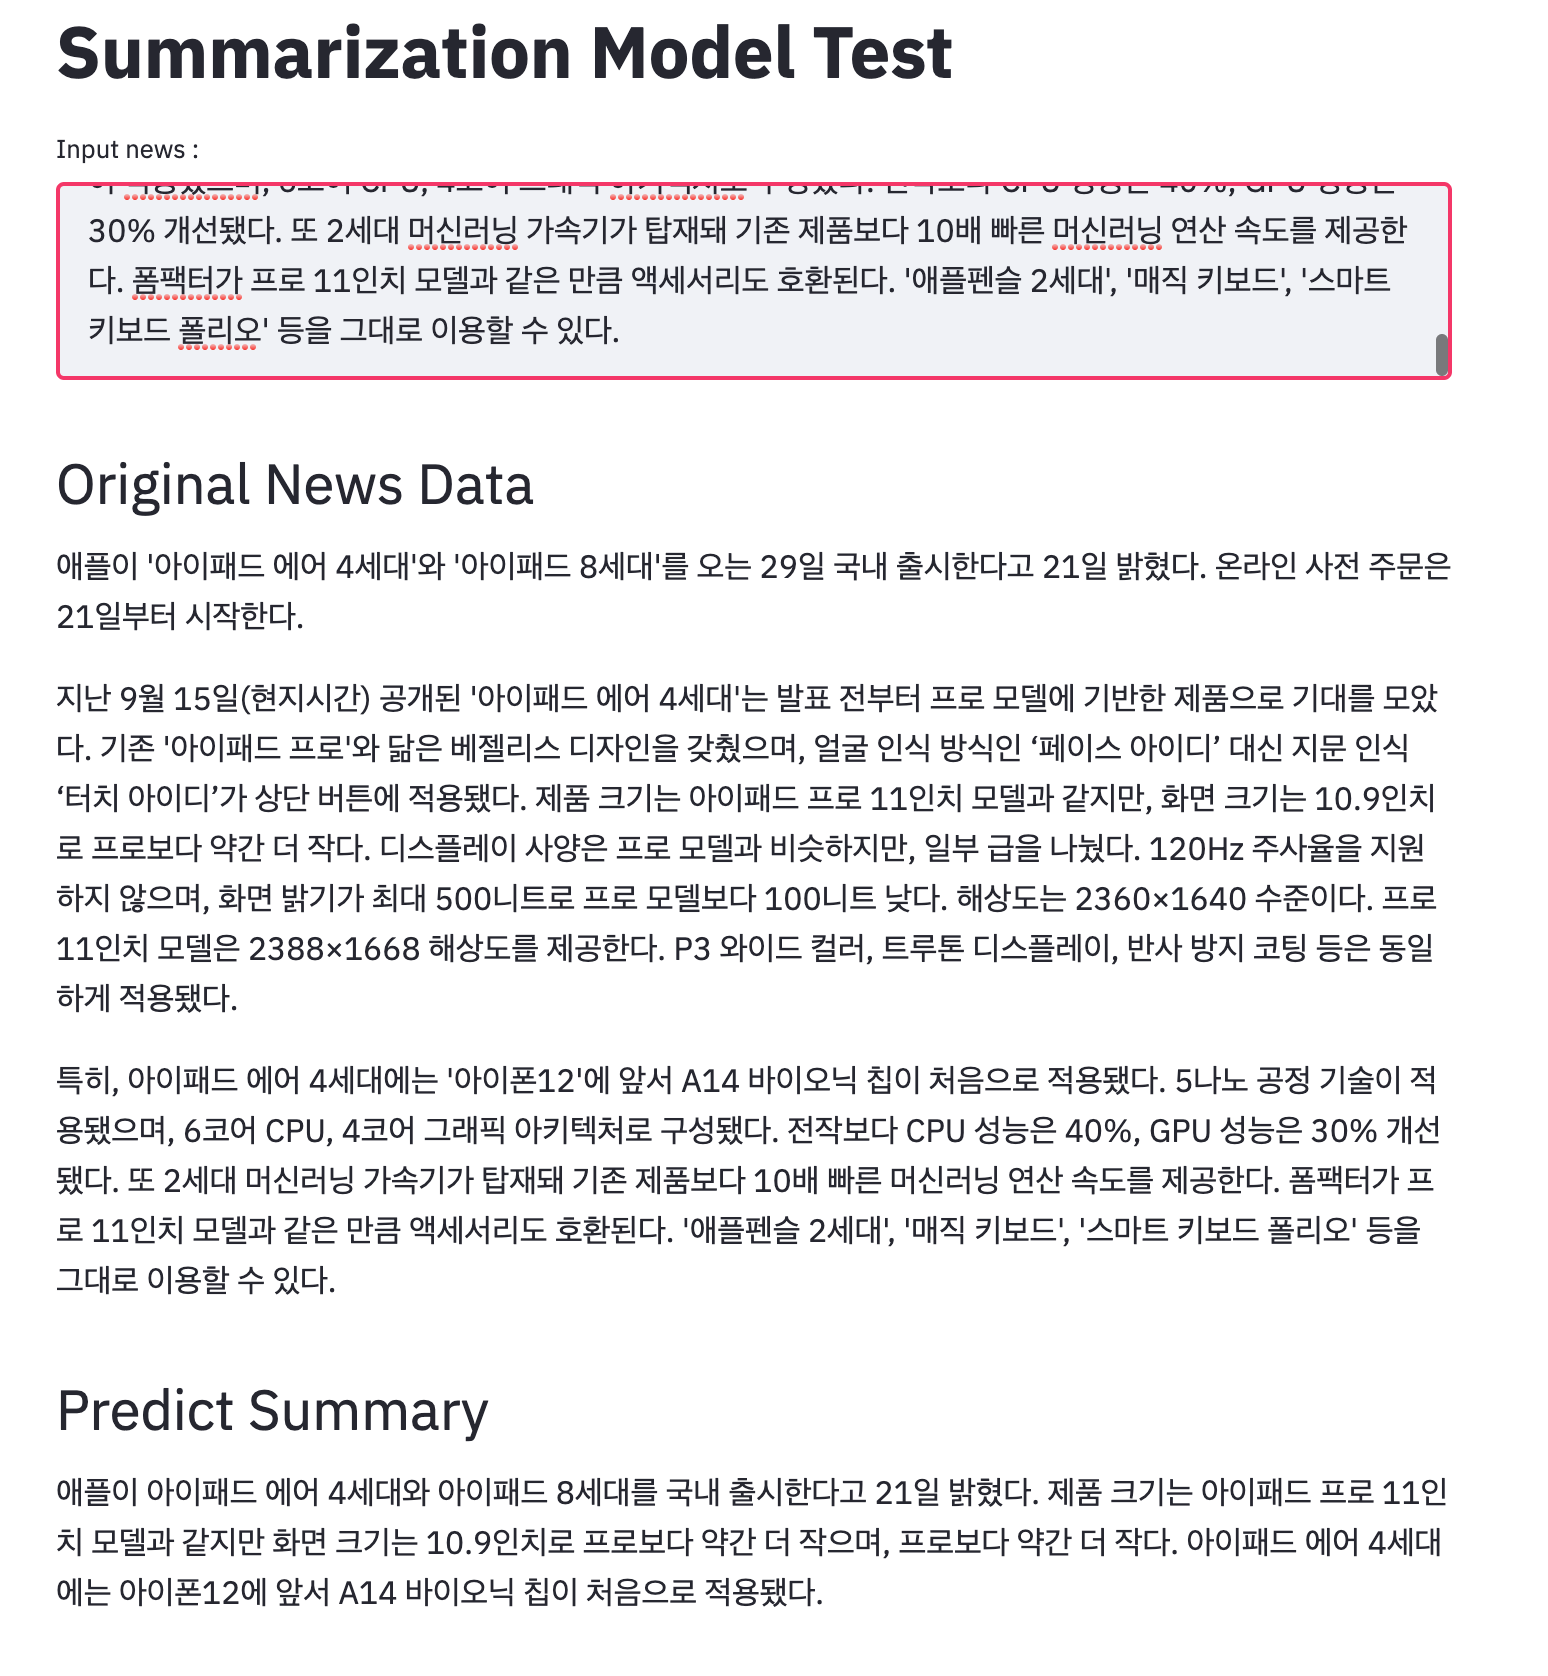 Summarization Model Test
Input news :
30% 개선됐다. 또 2세대 머신러닝 가속기가 탑재돼 기존 제품보다 10배 빠른 머신러닝 연산 속도를 제공한
다. 폼팩터가 프로 11인치 모델과 같은 만큼 액세서리도 호환된다. '애플펜슬 2세대', '매직 키보드', '스마트
키보드 폴리오' 등을 그대로 이용할 수 있다.
Original News Data
애플이 '아이패드 에어 4세대'와 '아이패드 8세대'를 오는 29일 국내 출시한다고 21일 밝혔다. 온라인 사전 주문은
21일부터 시작한다.
지난 9월 15일(현지시간) 공개된 '아이패드 에어 4세대'는 발표 전부터 프로 모델에 기반한 제품으로 기대를 모았
다. 기존 '아이패드 프로'와 닮은 베젤리스 디자인을 갖췄으며, 얼굴 인식 방식인 ‘페이스 아이디’ 대신 지문 인식
‘터치 아이디’가 상단 버튼에 적용됐다. 제품 크기는 아이패드 프로 11인치 모델과 같지만, 화면 크기는 10.9인치
로 프로보다 약간 더 작다. 디스플레이 사양은 프로 모델과 비슷하지만, 일부 급을 나눴다. 120Hz 주사율을 지원
하지 않으며, 화면 밝기가 최대 500니트로 프로 모델보다 100니트 낮다. 해상도는 2360×1640 수준이다. 프로
11인치 모델은 2388×1668 해상도를 제공한다. P3 와이드 컬러, 트루톤 디스플레이, 반사 방지 코팅 등은 동일
하게 적용됐다.
특히, 아이패드 에어 4세대에는 '아이폰12'에 앞서 A14 바이오닉 칩이 처음으로 적용됐다. 5나노 공정 기술이 적
용됐으며, 6코어 CPU, 4코어 그래픽 아키텍처로 구성됐다. 전작보다 CPU 성능은 40%, GPU 성능은 30% 개선
됐다. 또 2세대 머신러닝 가속기가 탑재돼 기존 제품보다 10배 빠른 머신러닝 연산 속도를 제공한다. 폼팩터가 프
로 11인치 모델과 같은 만큼 액세서리도 호환된다. '애플펜슬 2세대', '매직 키보드', '스마트 키보드 폴리오' 등을
그대로 이용할 수 있다.
Predict Summary
애플이 아이패드 에어 4세대와 아이패드 8세대를 국내 출시한다고 21일 밝혔다. 제품 크기는 아이패드 프로 11인
치 모델과 같지만 화면 크기는 10.9인치로 프로보다 약간 더 작으며, 프로보다 약간 더 작다. 아이패드 에어 4세대
에는 아이폰12에 앞서 A14 바이오닉 칩이 처음으로 적용됐다.